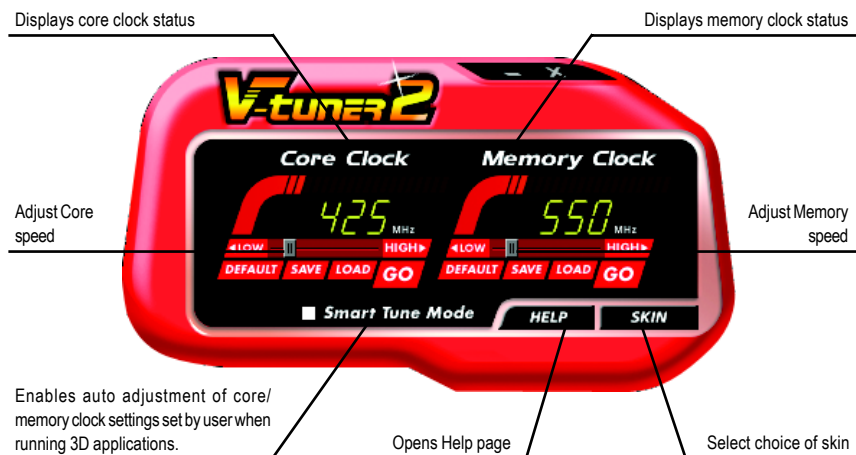 Displays core clock status
Displays memory clock status
V-tuner 2
– X
Core Clock
Memory Clock
Adjust Core
speed
425 MHz
550 MHz
Adjust Memory
speed
◄LOW HIGH►
◄LOW HIGH►
DEFAULT SAVE LOAD GO
DEFAULT SAVE LOAD GO
Smart Tune Mode
HELP
SKIN
Enables auto adjustment of core/
memory clock settings set by user when
running 3D applications.
Opens Help page
Select choice of skin